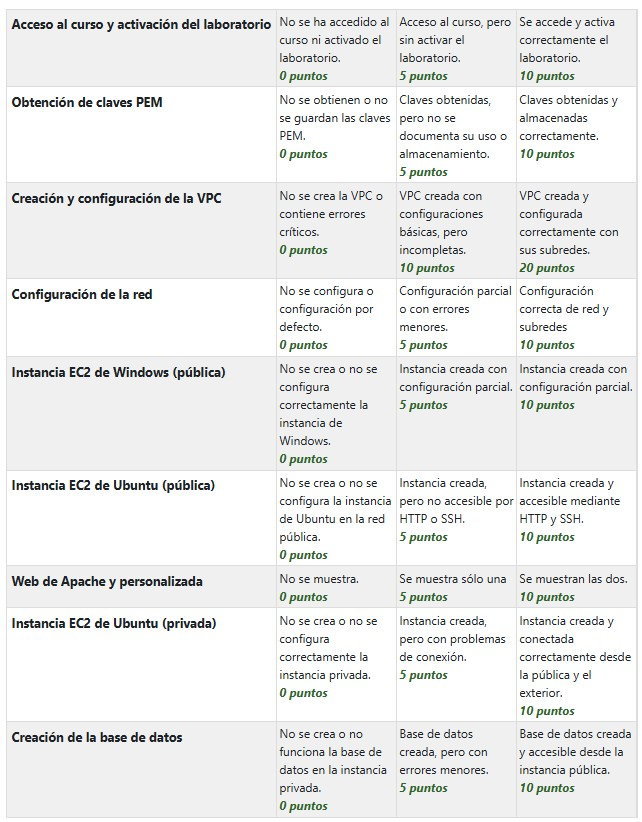 Acceso al curso y activación del laboratorio
No se ha accedido al
curso ni activado el
laboratorio.
0 puntos
Acceso al curso, pero
sin activar el
laboratorio.
5 puntos
Se accede y activa
correctamente el
laboratorio.
10 puntos
Obtención de claves PEM
No se obtienen o no
se guardan las claves
PEM.
0 puntos
Claves obtenidas,
pero no se
documenta su uso o
almacenamiento.
5 puntos
Claves obtenidas y
almacenadas
correctamente.
10 puntos
Creación y configuración de la VPC
No se crea la VPC o
contiene errores
críticos.
0 puntos
VPC creada con
configuraciones
básicas, pero
incompletas.
10 puntos
VPC creada y
configurada
correctamente con
sus subredes.
20 puntos
Configuración de la red
No se configura o
configuración por
defecto.
0 puntos
Configuración parcial
o con errores
menores.
5 puntos
Configuración
correcta de red y
subredes
10 puntos
Instancia EC2 de Windows (pública)
No se crea o no se
configura
correctamente la
instancia de
Windows.
0 puntos
Instancia creada con
configuración parcial.
5 puntos
Instancia creada con
configuración parcial.
10 puntos
Instancia EC2 de Ubuntu (pública)
No se crea o no se
configura la instancia
de Ubuntu en la red
pública.
0 puntos
Instancia creada,
pero no accesible por
HTTP o SSH.
5 puntos
Instancia creada y
accesible mediante
HTTP y SSH.
10 puntos
Web de Apache y personalizada
No se muestra.
0 puntos
Se muestra sólo una
5 puntos
Se muestran las dos.
10 puntos
Instancia EC2 de Ubuntu (privada)
No se crea o no se
configura
correctamente la
instancia privada.
0 puntos
Instancia creada,
pero con problemas
de conexión.
5 puntos
Instancia creada y
conectada
correctamente desde
la pública y el
exterior.
10 puntos
Creación de la base de datos
No se crea o no
funciona la base de
datos en la instancia
privada.
0 puntos
Base de datos
creada, pero con
errores menores.
5 puntos
Base de datos creada
y accesible desde la
instancia pública.
10 puntos